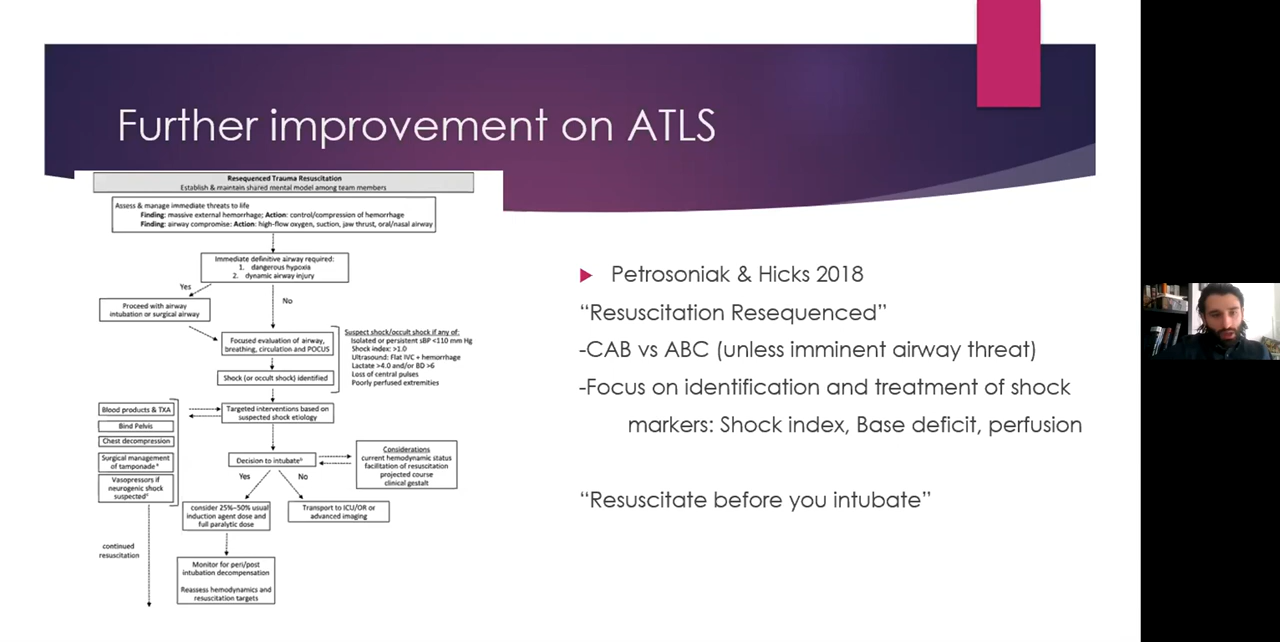 Further improvement on ATLS
Resequenced Trauma Resuscitation
Establish & maintain shared mental model among team members
Assess & manage immediate threats to life
Finding: massive external hemorrhage; Action: control/compression of hemorrhage
Finding: airway compromise; Action: high-flow oxygen, suction, jaw thrust, oral/nasal airway
Immediate definitive airway required:
1. dangerous hypoxia
2. dynamic airway injury
Yes
No
Proceed with airway
intubation or surgical airway
Focused evaluation of airway,
breathing, circulation and POCUS
Suspect shock/occult shock if any of:
Isolated or persistent sBP <110 mm Hg
Shock index: >1.0
Ultrasound: Flat IVC + hemorrhage
Lactate >4.0 and/or BD >6
Loss of central pulses
Poorly perfused extremities
Shock (or occult shock) identified
Targeted interventions based on
suspected shock etiology
Blood products & TXA
Bind Pelvis
Chest decompression
Surgical management
of tamponade
Vasopressors if
neurogenic shock
suspected
continued
resuscitation
Decision to intubate
Considerations
current hemodynamic status
facilitation of resuscitation
projected course
clinical gestalt
Yes
No
consider 25%–50% usual
induction agent dose and
full paralytic dose
Transport to ICU/OR or
advanced imaging
Monitor for peri/post
intubation decompensation
Reassess hemodynamics and
resuscitation targets
Petrosoniak & Hicks 2018
“Resuscitation Resequenced”
-CAB vs ABC (unless imminent airway threat)
-Focus on identification and treatment of shock
markers: Shock index, Base deficit, perfusion
“Resuscitate before you intubate”